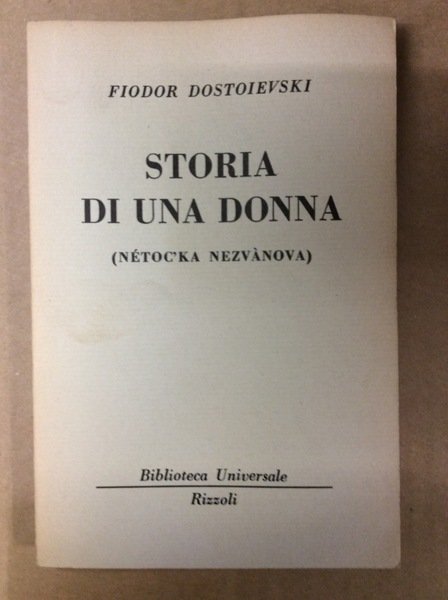 FIODOR DOSTOIEVSKI
STORIA
DI UNA DONNA
(NÉTOC'KA NEZVÀNOVA)
Biblioteca Universale
Rizzoli